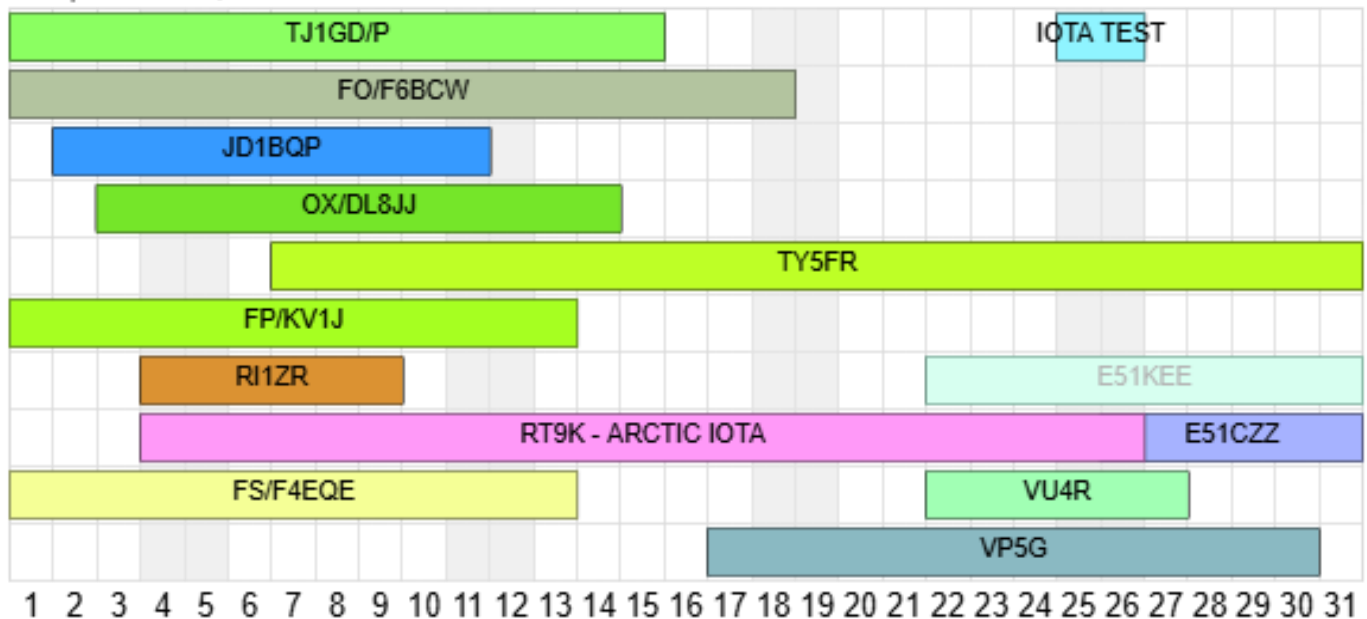 TJ1GD/P IOTA TEST
FO/F6BCW
JD1BQP
OX/DL8JJ
TY5FR
FP/KV1J
RI1ZR E51KEE
RT9K - ARCTIC IOTA E51CZZ
FS/F4EQE VU4R
VP5G
1 2 3 4 5 6 7 8 9 10 11 12 13 14 15 16 17 18 19 20 21 22 23 24 25 26 27 28 29 30 31